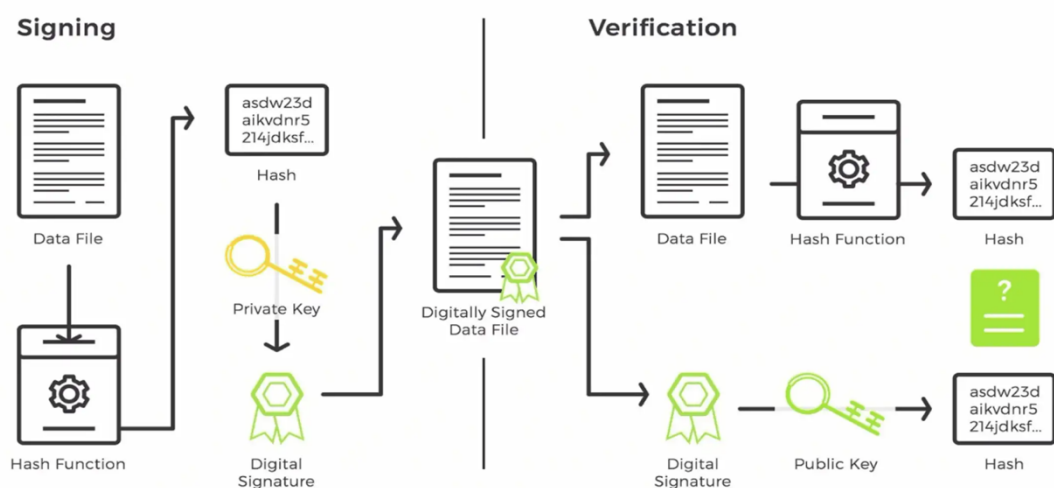 Signing
Verification
asdw23d
aikvdnr5
214jdksf...
Hash
Data File
Private Key
Hash Function
Digital
Signature
Digitally Signed
Data File
Data File
Hash Function
asdw23d
aikvdnr5
214jdksf...
Hash
?
Digital
Signature
Public Key
asdw23d
aikvdnr5
214jdksf...
Hash